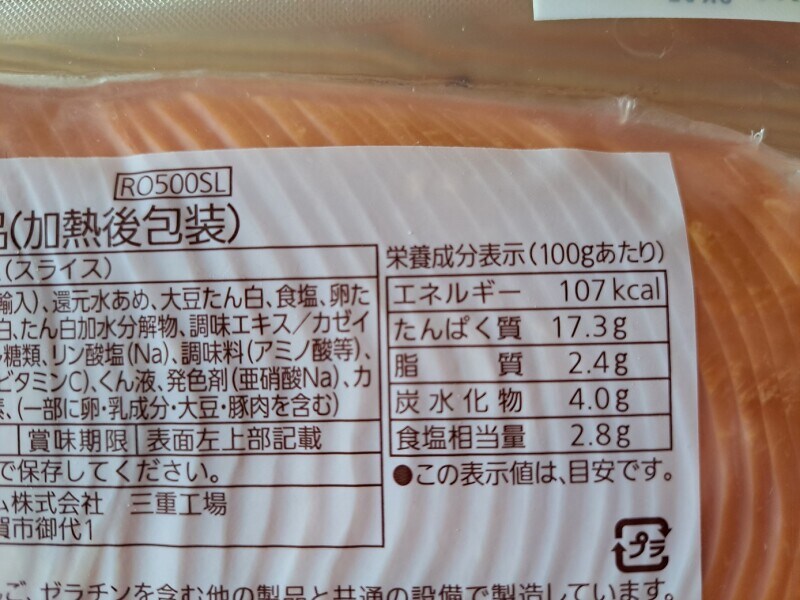 RO500SL
(加熱後包装)
(スライス)
輸入)、還元水あめ、大豆たん白、食塩、卵た
白、たん白加水分解物、調味エキス/カゼイ
糖類、リン酸塩(Na)、調味料(アミノ酸等)、
ビタミンC)、くん液、発色剤(亜硝酸Na)、カ
素、(一部に卵・乳成分・大豆・豚肉を含む)
賞味期限 表面左上部記載
で保存してください。
ム株式会社 三重工場
賀市御代1
栄養成分表示(100gあたり)
エネルギー 107kcal
たんぱく質 17.3g
脂質 2.4g
炭水化物 4.0g
食塩相当量 2.8g
●この表示値は、目安です。
プラ
ご、ゼラチンを含む他の製品と共通の設備で製造しています。